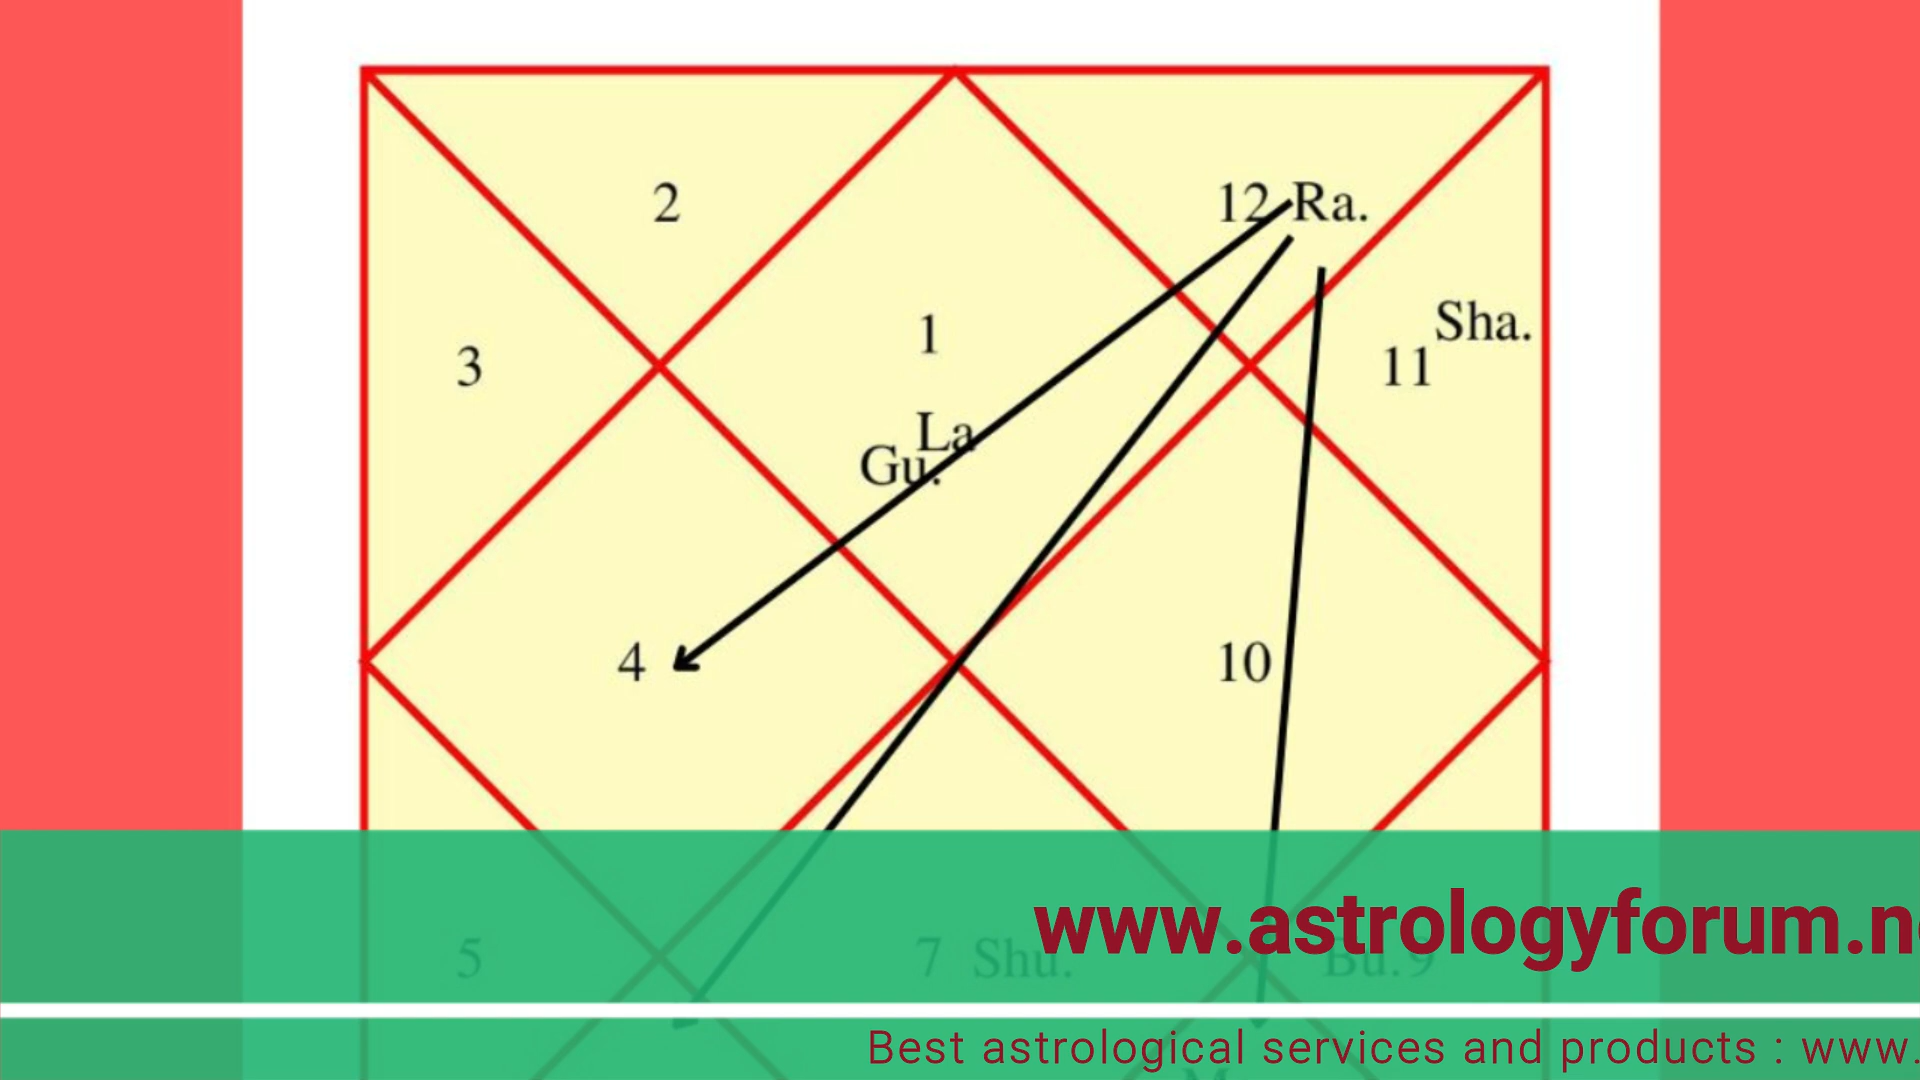 2
12 Ra.
1
Sha.
3
11
La
Gu.
4
10
www.astrologyforum.n
5
7 Shu.
Bu. 9
Best astrological services and products : www.